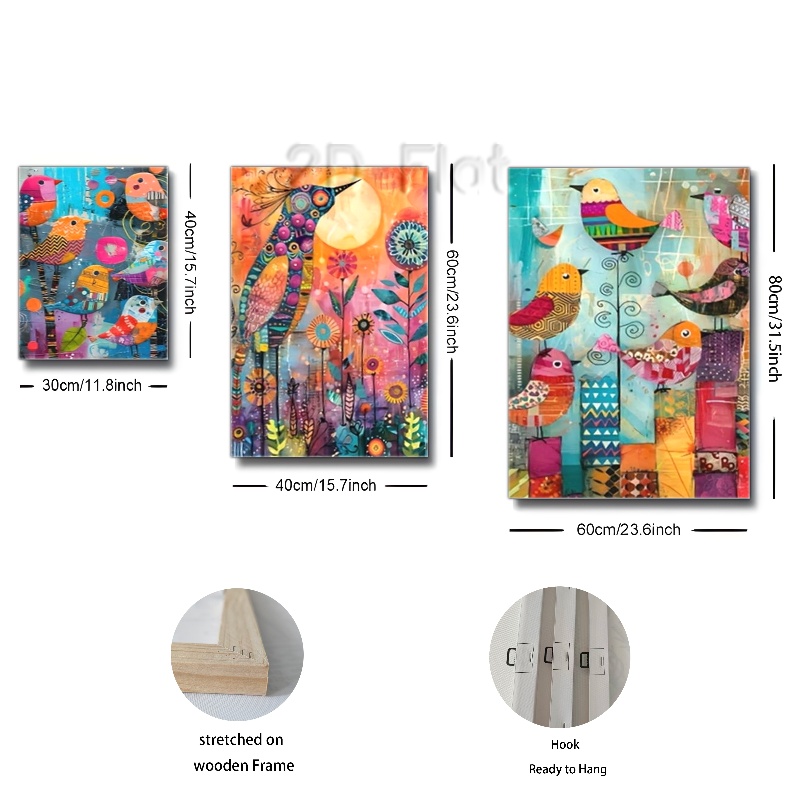 2D Flat
40cm/15.7inch
30cm/11.8inch
60cm/23.6inch
40cm/15.7inch
80cm/31.5inch
60cm/23.6inch
stretched on
wooden Frame
Hook
Ready to Hang